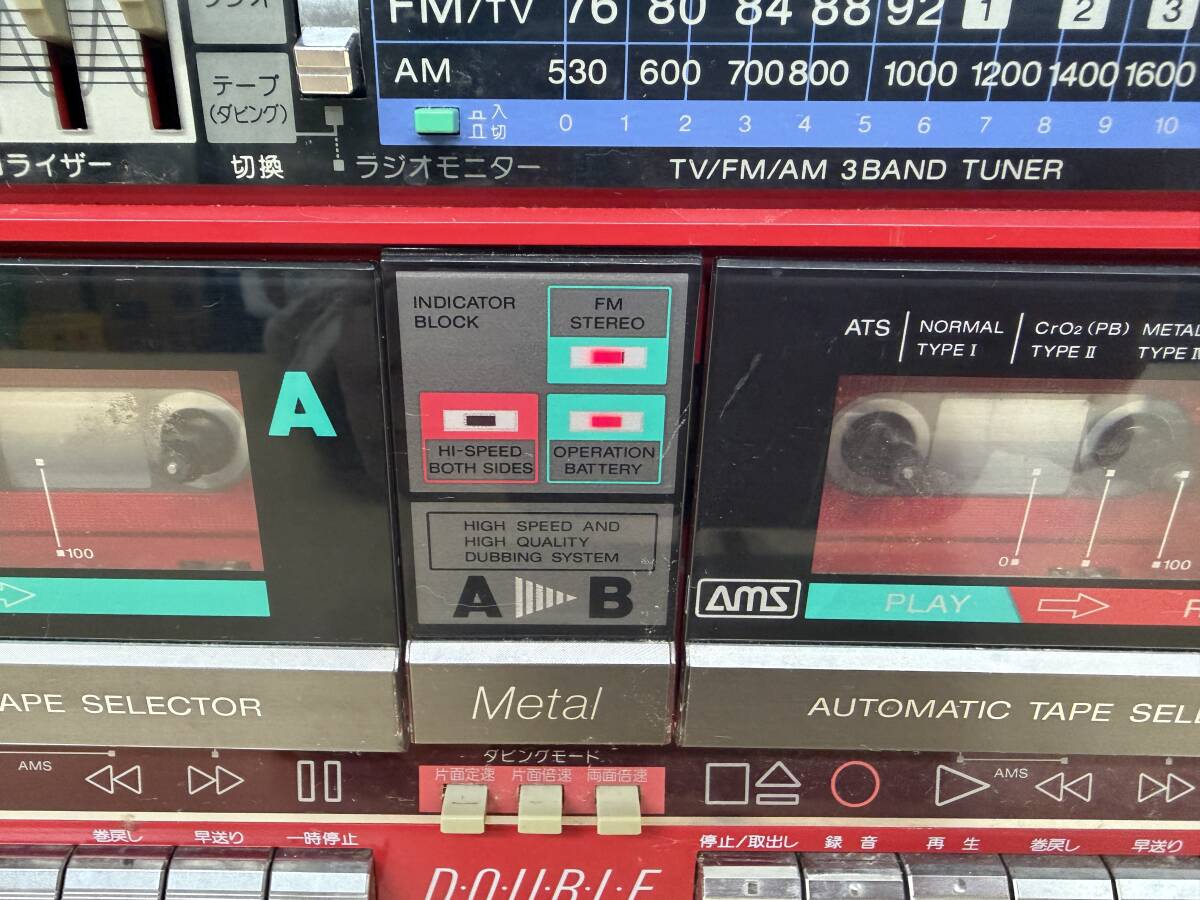 ラジオ
FM/TV 76 80 84 88 92 1 2 3
AM 530 600 700 800 1000 1200 1400 1600
テープ
(ダビング)
入
切
0 1 2 3 4 5 6 7 8 9 10
ライザー
切換
ラジオモニター
TV/FM/AM 3BAND TUNER
INDICATOR
BLOCK
FM
STEREO
HI-SPEED
BOTH SIDES
OPERATION
BATTERY
HIGH SPEED AND
HIGH QUALITY
DUBBING SYSTEM
A B
A
100
ATS NORMAL
TYPE I
CrO2 (PB)
TYPE II
METAL
TYPE
0 100
AMS
PLAY
APE SELECTOR
Metal
AUTOMATIC TAPE SEL
AMS
ダビングモード
片面定速 片面倍速 両面倍速
AMS
巻戻し 早送り 一時停止
停止/取出し 録音 再生 巻戻し 早送り
DOUBLE